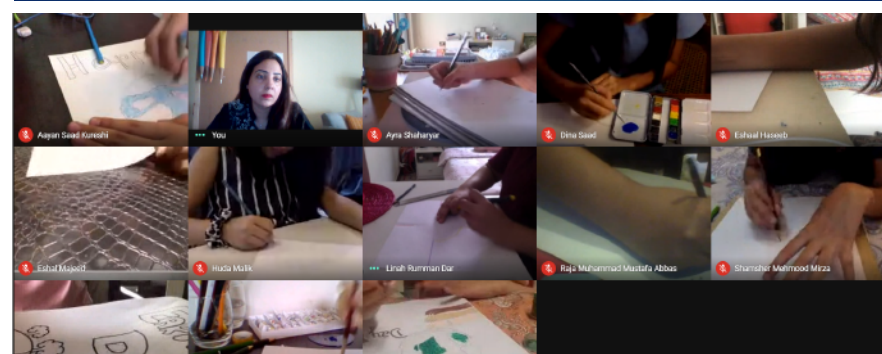 Aayan Saad Kureshi
You
Ayra Shaharyar
Dina Saad
Eshaal Haseeb
Eshal Majeed
Huda Malik
Linah Rumman Dar
Raja Muhammad Mustafa Abbas
Shamsher Mehmood Mirza
D
Day